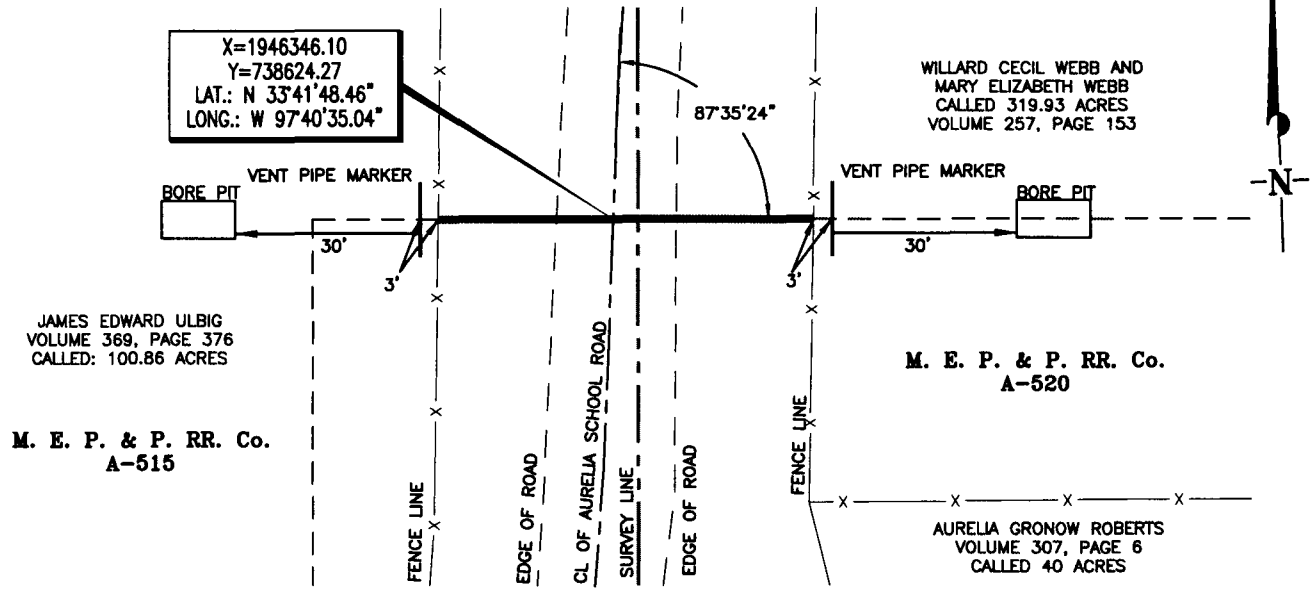 X=1946346.10
Y=738624.27
LAT.: N 33°41'48.46"
LONG.: W 97°40'35.04"
WILLARD CECIL WEBB AND
MARY ELIZABETH WEBB
CALLED 319.93 ACRES
VOLUME 257, PAGE 153
87°35'24"
VENT PIPE MARKER
BORE PIT
30'
3'
VENT PIPE MARKER
BORE PIT
30'
3'
-N-
JAMES EDWARD ULBIG
VOLUME 369, PAGE 376
CALLED: 100.86 ACRES
M. E. P. & P. RR. Co.
A-515
FENCE LINE
EDGE OF ROAD
CL OF AURELIA SCHOOL ROAD
SURVEY LINE
EDGE OF ROAD
FENCE LINE
M. E. P. & P. RR. Co.
A-520
AURELIA GRONOW ROBERTS
VOLUME 307, PAGE 6
CALLED 40 ACRES